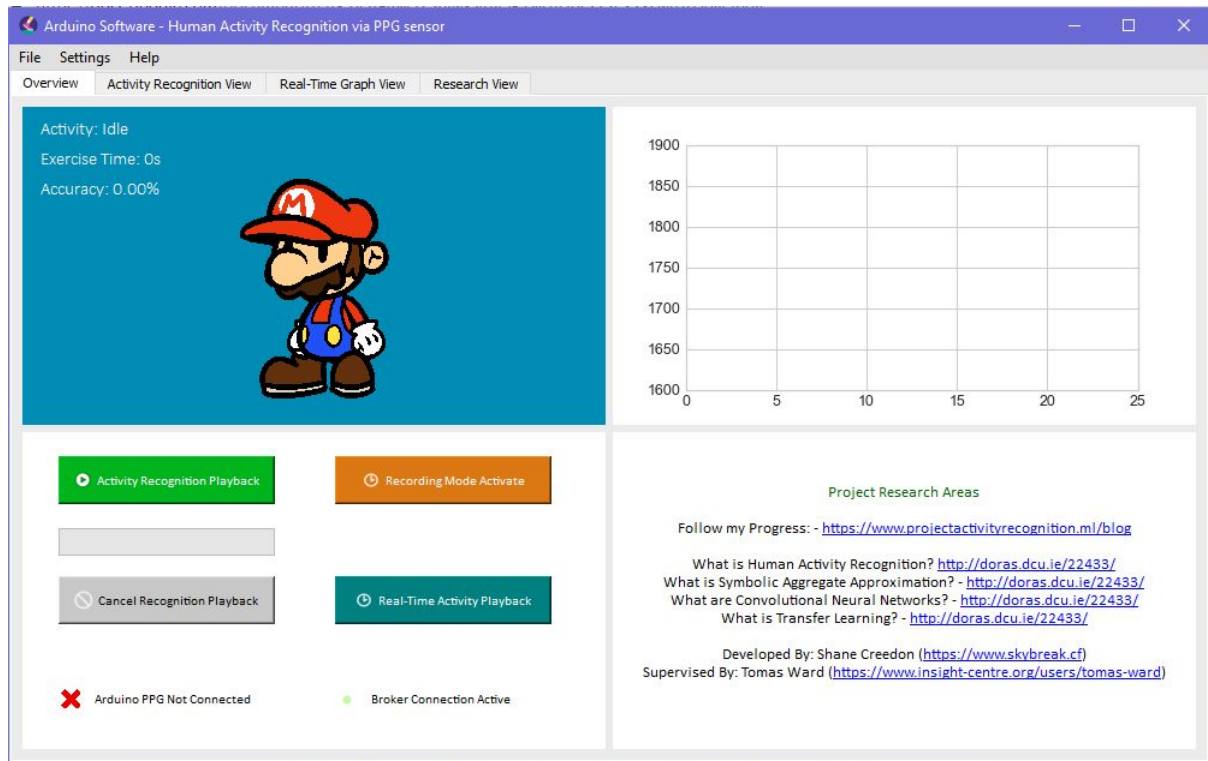 Arduino Software - Human Activity Recognition via PPG sensor
File Settings Help
Overview Activity Recognition View Real-Time Graph View Research View
Activity: Idle
Exercise Time: 0s
Accuracy: 0.00%
M
1900
1850
1800
1750
1700
1650
1600
0 5 10 15 20 25
Activity Recognition Playback
Recording Mode Activate
Cancel Recognition Playback
Real-Time Activity Playback
Arduino PPG Not Connected
Broker Connection Active
Project Research Areas
Follow my Progress: - https://www.projectactivityrecognition.ml/blog
What is Human Activity Recognition? http://doras.dcu.ie/22433/
What is Symbolic Aggregate Approximation? - http://doras.dcu.ie/22433/
What are Convolutional Neural Networks? - http://doras.dcu.ie/22433/
What is Transfer Learning? - http://doras.dcu.ie/22433/
Developed By: Shane Creedon (https://www.skybreak.cf)
Supervised By: Tomas Ward (https://www.insight-centre.org/users/tomas-ward)